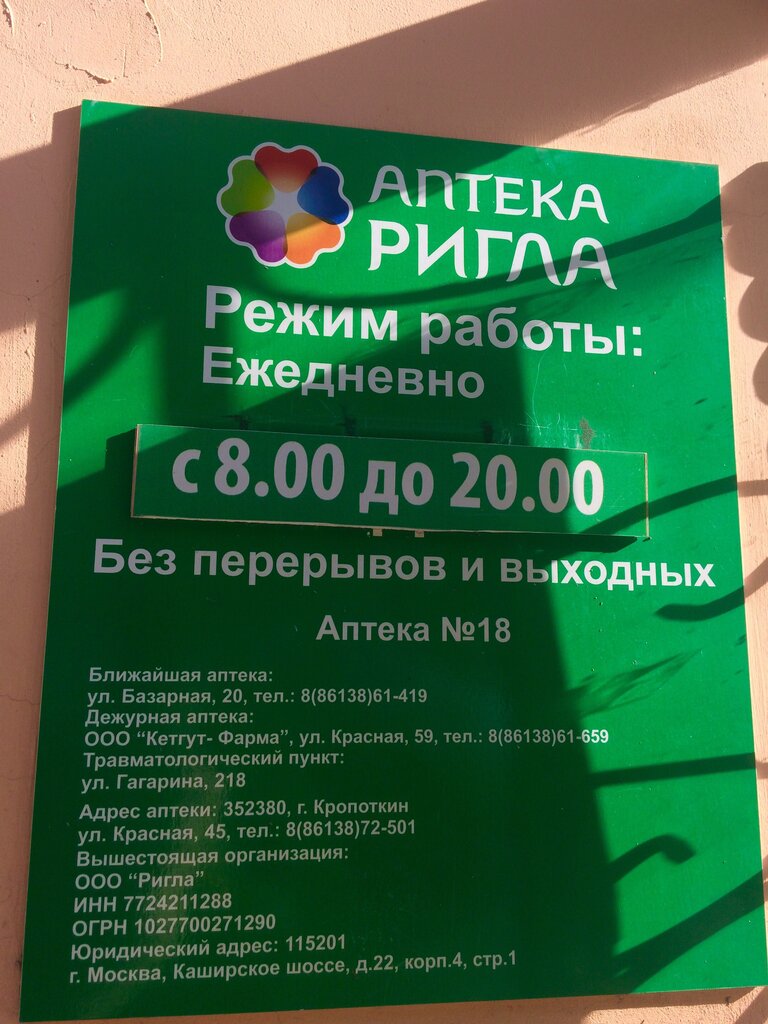 АПТЕКА
РИГЛА
Режим работы:
Ежедневно
с 8.00 до 20.00
Без перерывов и выходных
Аптека №18
Ближайшая аптека:
ул. Базарная, 20, тел.: 8(86138)61-419
Дежурная аптека:
ООО “Кетгут- Фарма”, ул. Красная, 59, тел.: 8(86138)61-659
Травматологический пункт:
ул. Гагарина, 218
Адрес аптеки: 352380, г. Кропоткин
ул. Красная, 45, тел.: 8(86138)72-501
Вышестоящая организация:
ООО “Ригла”
ИНН 7724211288
ОГРН 1027700271290
Юридический адрес: 115201
г. Москва, Каширское шоссе, д.22, корп.4, стр.1